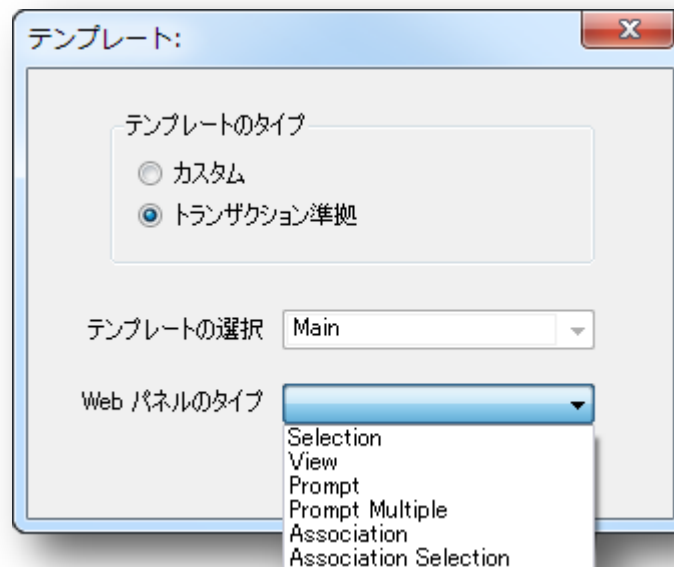 テンプレート:
テンプレートのタイプ
カスタム
トランザクション準拠
テンプレートの選択 Main
Web パネルのタイプ
Selection
View
Prompt
Prompt Multiple
Association
Association Selection